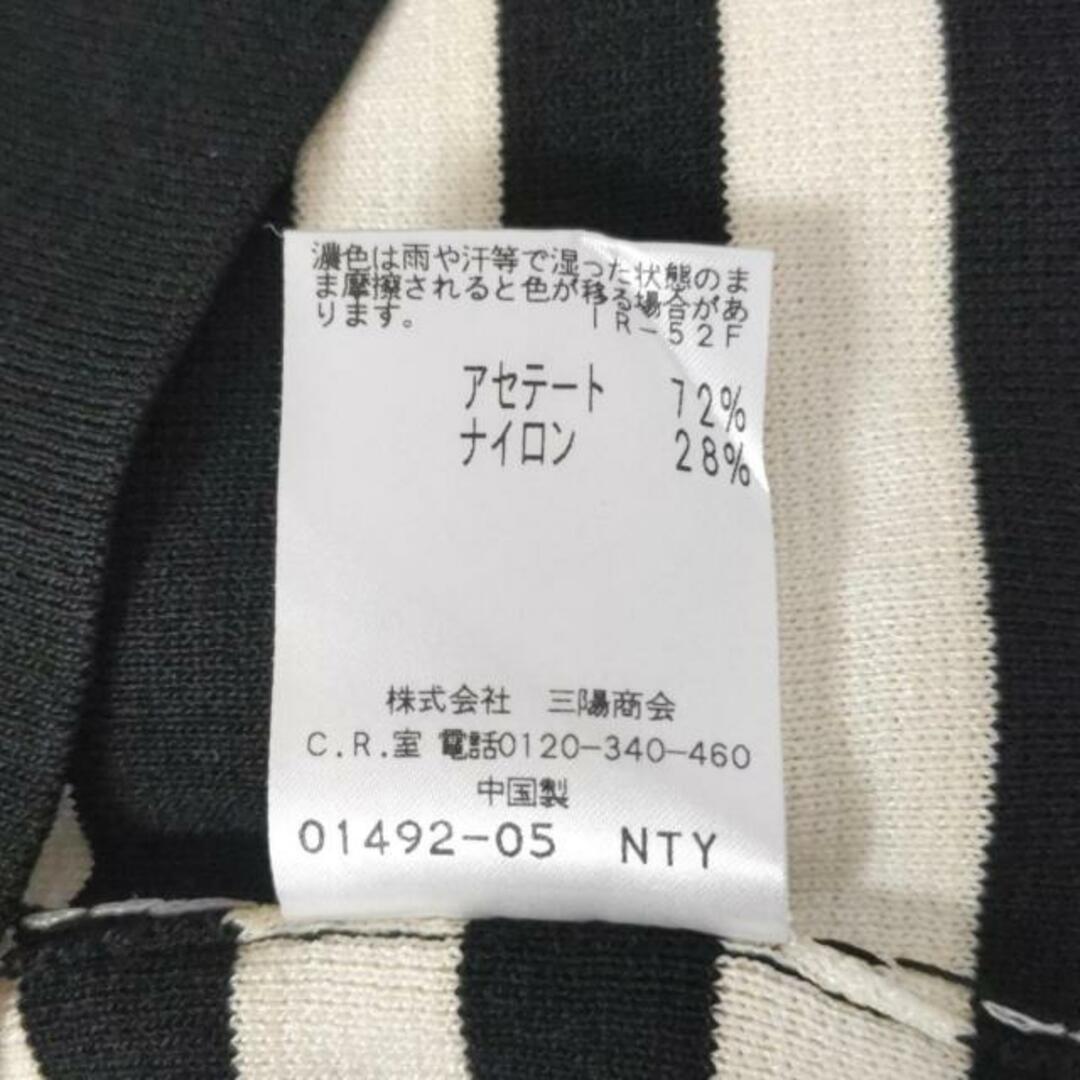 濃色は雨や汗等で湿った状態のま
ま摩擦されると色が移る場合があ
ります。 TR-52F
アセテート 72%
ナイロン 28%
株式会社 三陽商会
C.R.室 電話0120-340-460
中国製
01492-05 NTY